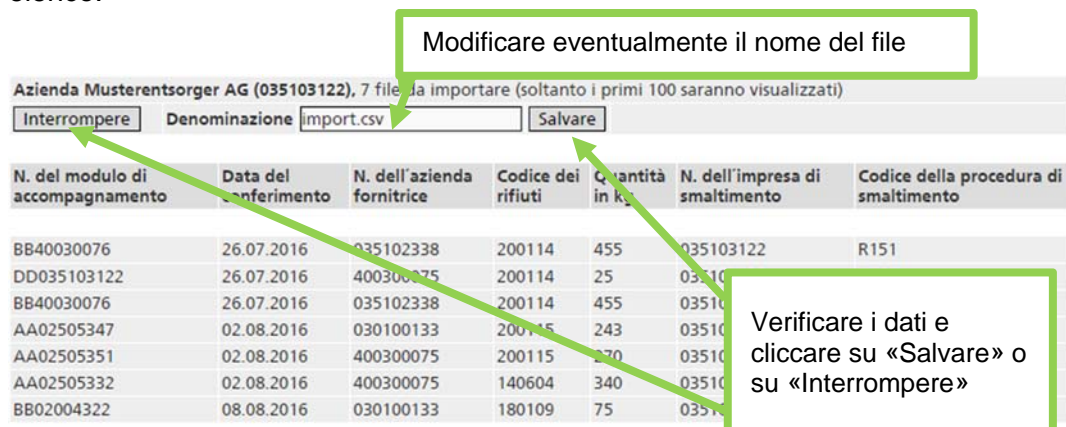 Modificare eventualmente il nome del file
Azienda Musterentsorger AG (035103122), 7 file da importare (soltanto i primi 100 saranno visualizzati)
Interrompere Denominazione import.csv Salvare
N. del modulo di accompagnamento Data del conferimento N. dell´azienda fornitrice Codice dei rifiuti Quantità in kg N. dell´impresa di smaltimento Codice della procedura di smaltimento
BB40030076 26.07.2016 035102338 200114 455 035103122 R151
DD035103122 26.07.2016 400300075 200114 25
BB40030076 26.07.2016 035102338 200114 455
AA02505347 02.08.2016 030100133 200115 243
AA02505351 02.08.2016 400300075 200115 270
AA02505332 02.08.2016 400300075 140604 340
BB02004322 08.08.2016 030100133 180109 75
Verificare i dati e
cliccare su «Salvare» o
su «Interrompere»